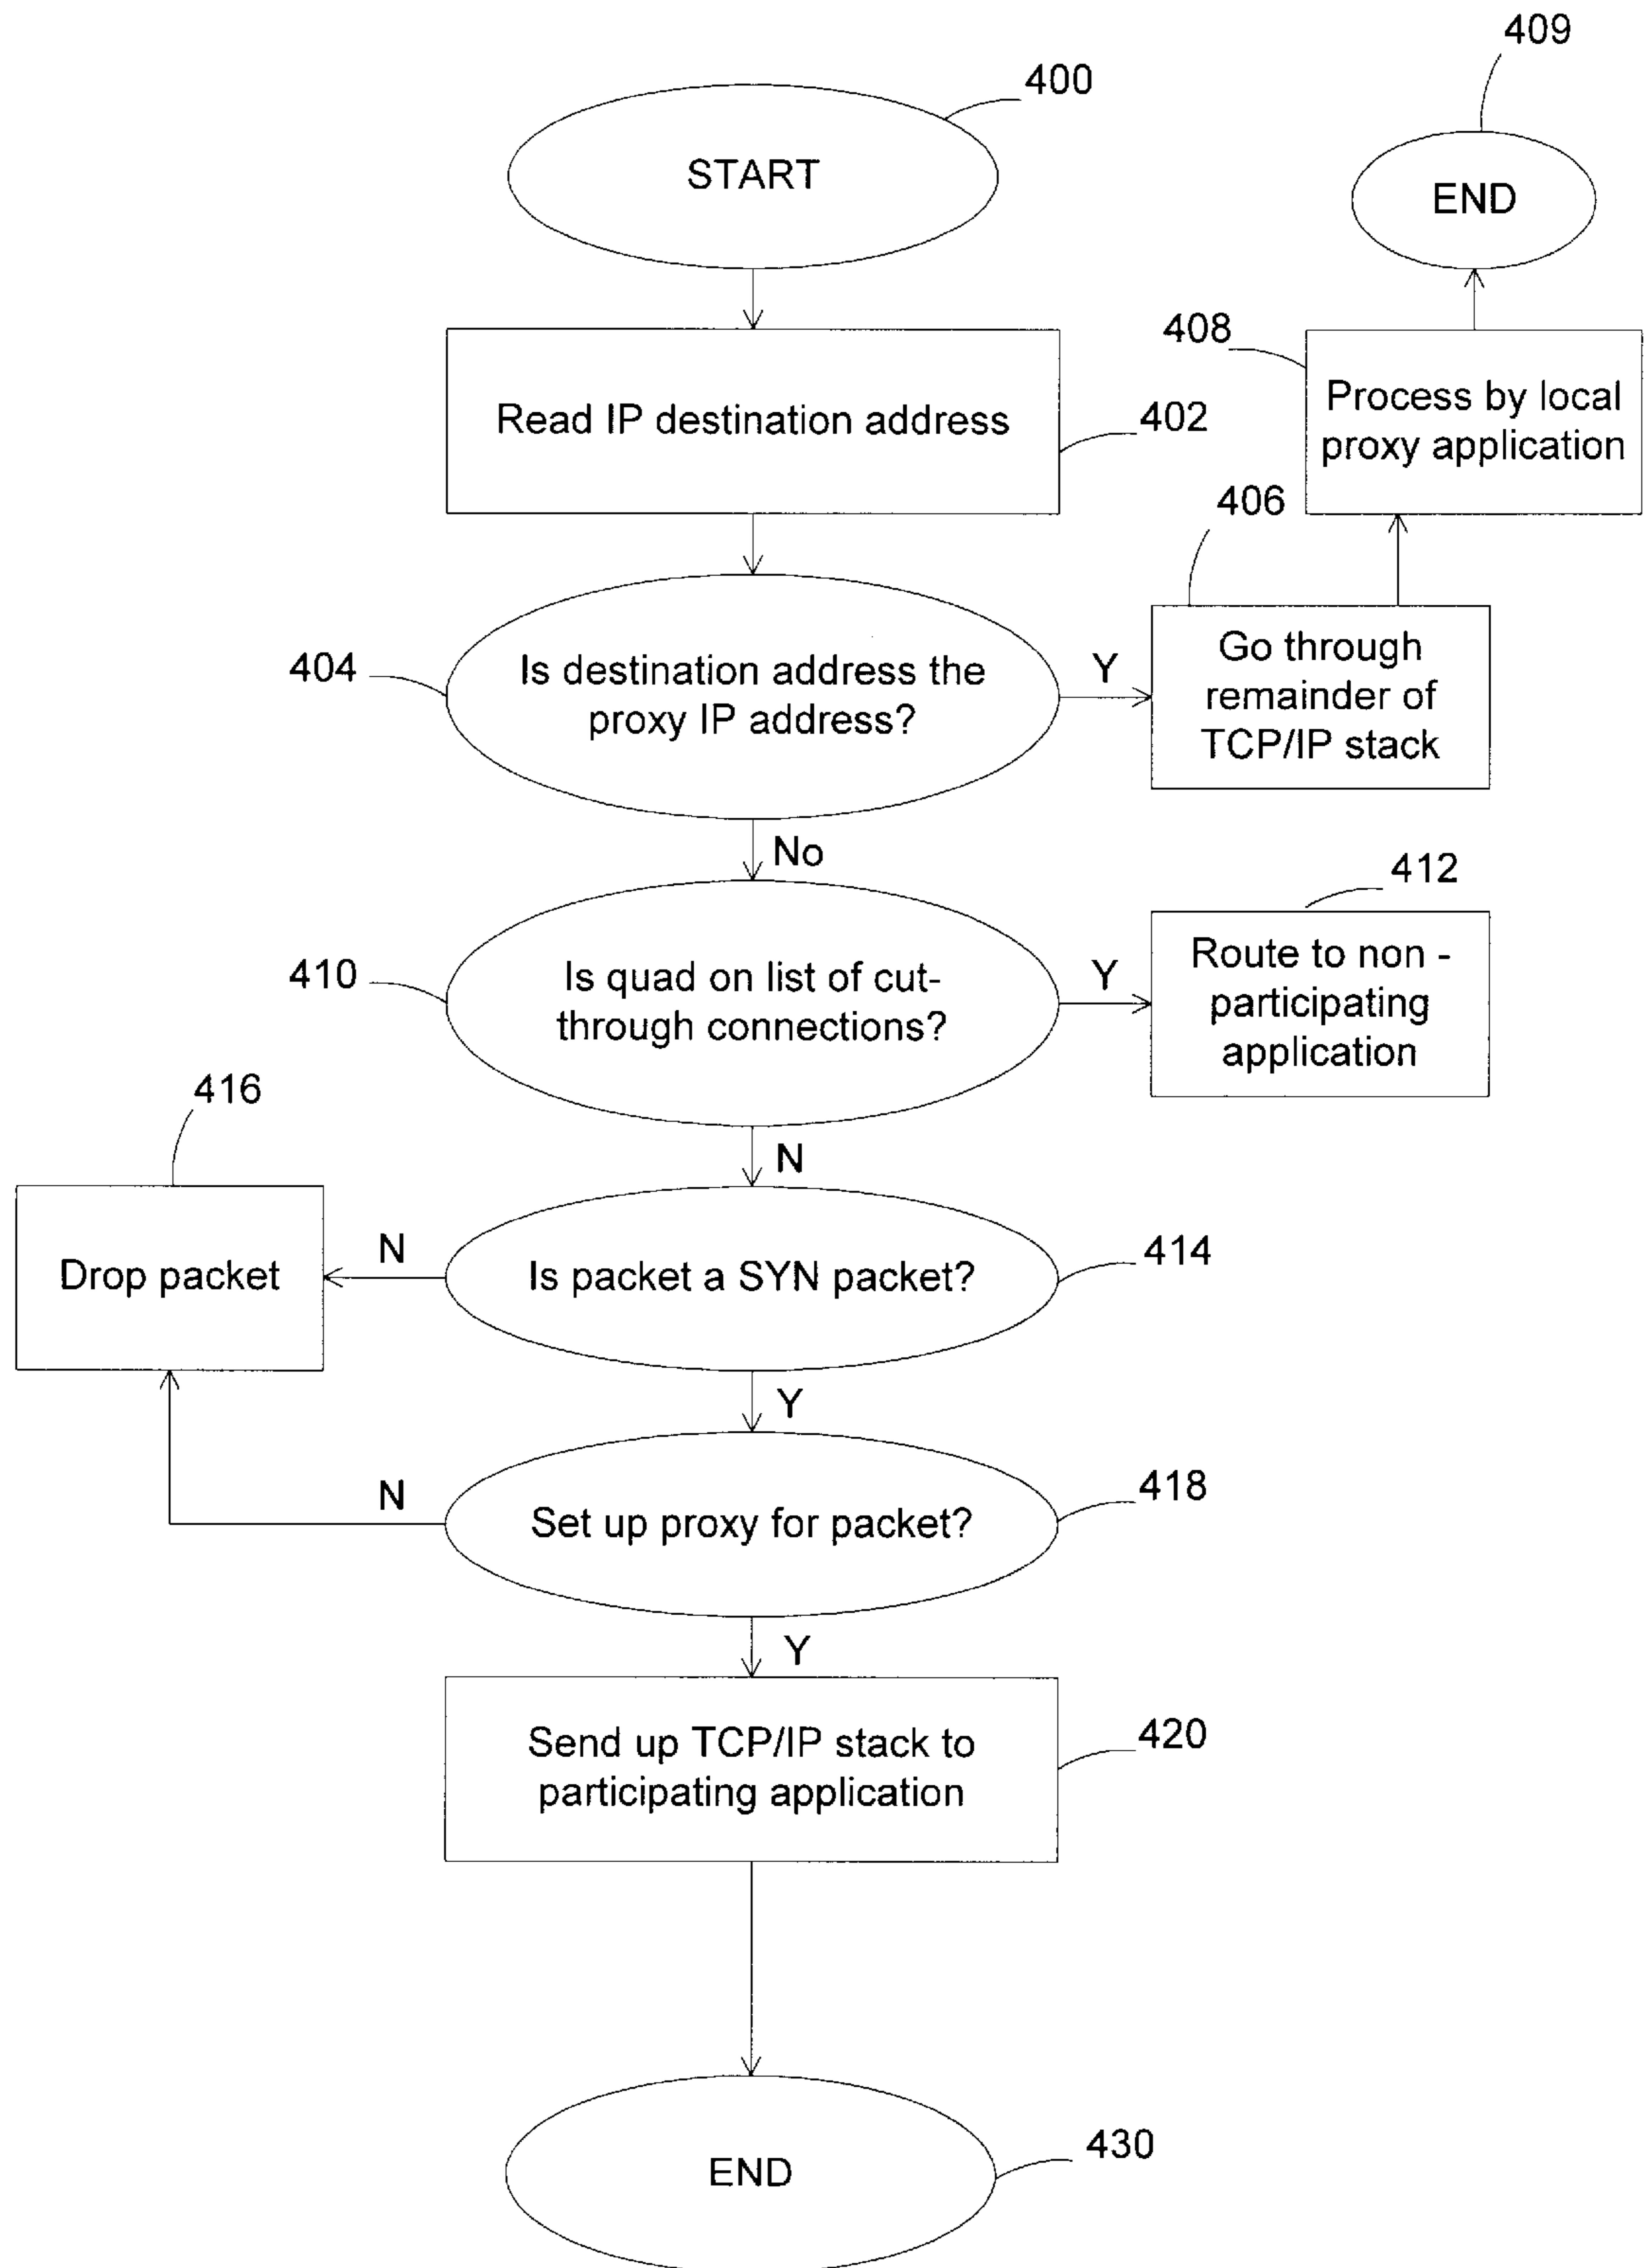 409
400
START
END
408
Read IP destination address
402
Process by local
proxy application
406
404
Is destination address the
proxy IP address?
Y
Go through
remainder of
TCP/IP stack
No
412
410
Is quad on list of cut-
through connections?
Y
Route to non -
participating
application
416
N
Drop packet
N
Is packet a SYN packet?
414
Y
N
Set up proxy for packet?
418
Y
Send up TCP/IP stack to
participating application
420
END
430